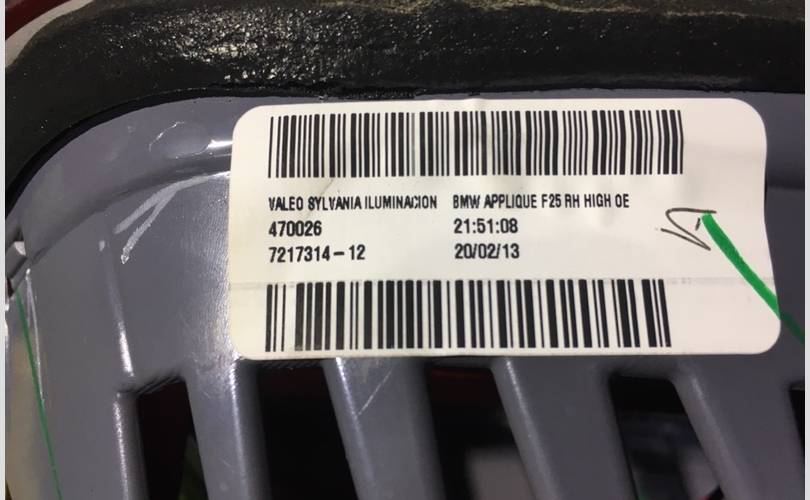 VALEO SYLVANIA ILUMINACION BMW APPLIQUE F25 RH HIGH OE
470026 21:51:08
7217314-12 20/02/13